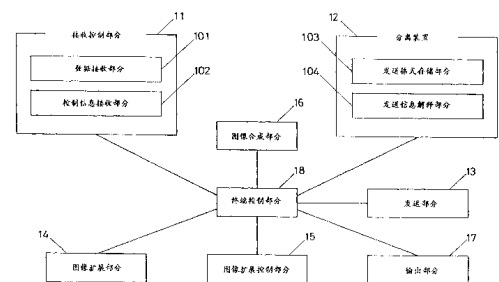 接收控制部分
11
数据接收部分
101
控制信息接收部分
102
12
分离装置
103
发送格式存储部分
104
发送信息解释部分
16
图像合成部分
18
终端控制部分
13
发送部分
14
图像扩展部分
15
图像扩展控制部分
17
输出部分